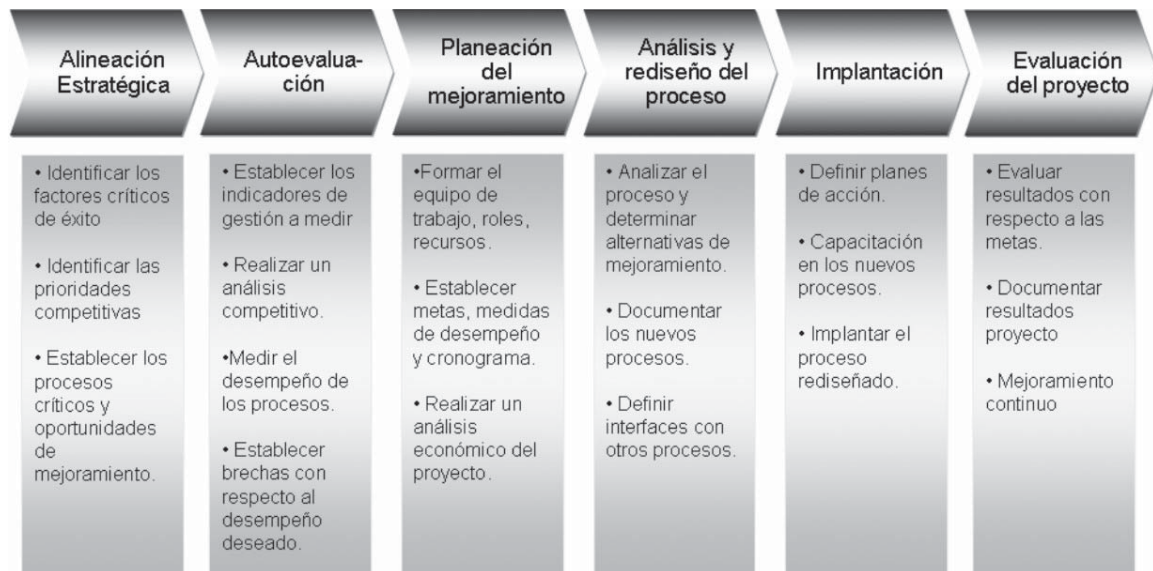 Alineación
Estratégica
Autoevalua-
ción
Planeación
del
mejoramiento
Análisis y
rediseño del
proceso
Implantación
Evaluación
del proyecto
• Identificar los
factores críticos
de éxito
• Identificar las
prioridades
competitivas
• Establecer los
procesos
críticos y
oportunidades
de
mejoramiento.
• Establecer los
indicadores de
gestión a medir
• Realizar un
análisis
competitivo.
•Medir el
desempeño de
los procesos.
• Establecer
brechas con
respecto al
desempeño
deseado.
•Formar el
equipo de
trabajo, roles,
recursos.
• Establecer
metas, medidas
de desempeño
y cronograma.
• Realizar un
análisis
económico del
proyecto.
• Analizar el
proceso y
determinar
alternativas de
mejoramiento.
• Documentar
los nuevos
procesos.
• Definir
interfaces con
otros procesos.
• Definir planes
de acción.
• Capacitación
en los nuevos
procesos.
• Implantar el
proceso
rediseñado.
• Evaluar
resultados con
respecto a las
metas.
• Documentar
resultados
proyecto
• Mejoramiento
continuo